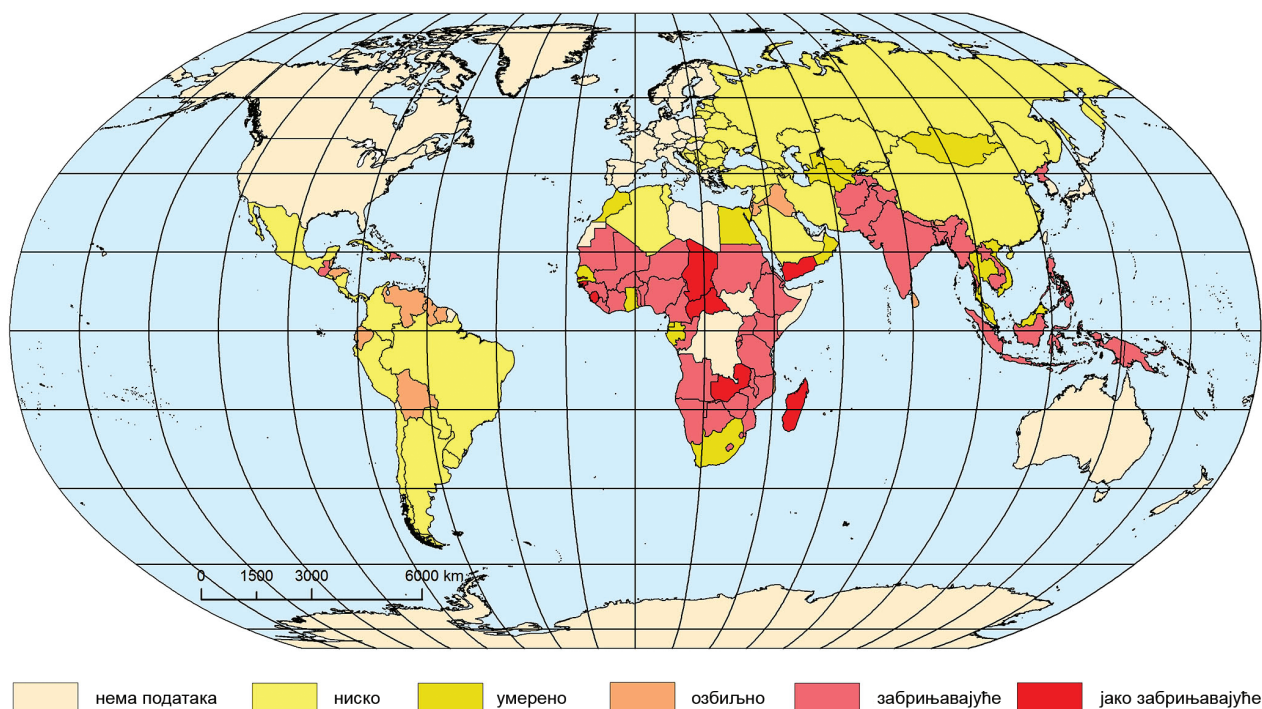 0 1500 3000 6000 km
нема података ниско умерено озбиљно забрињавајуће јако забрињавајуће